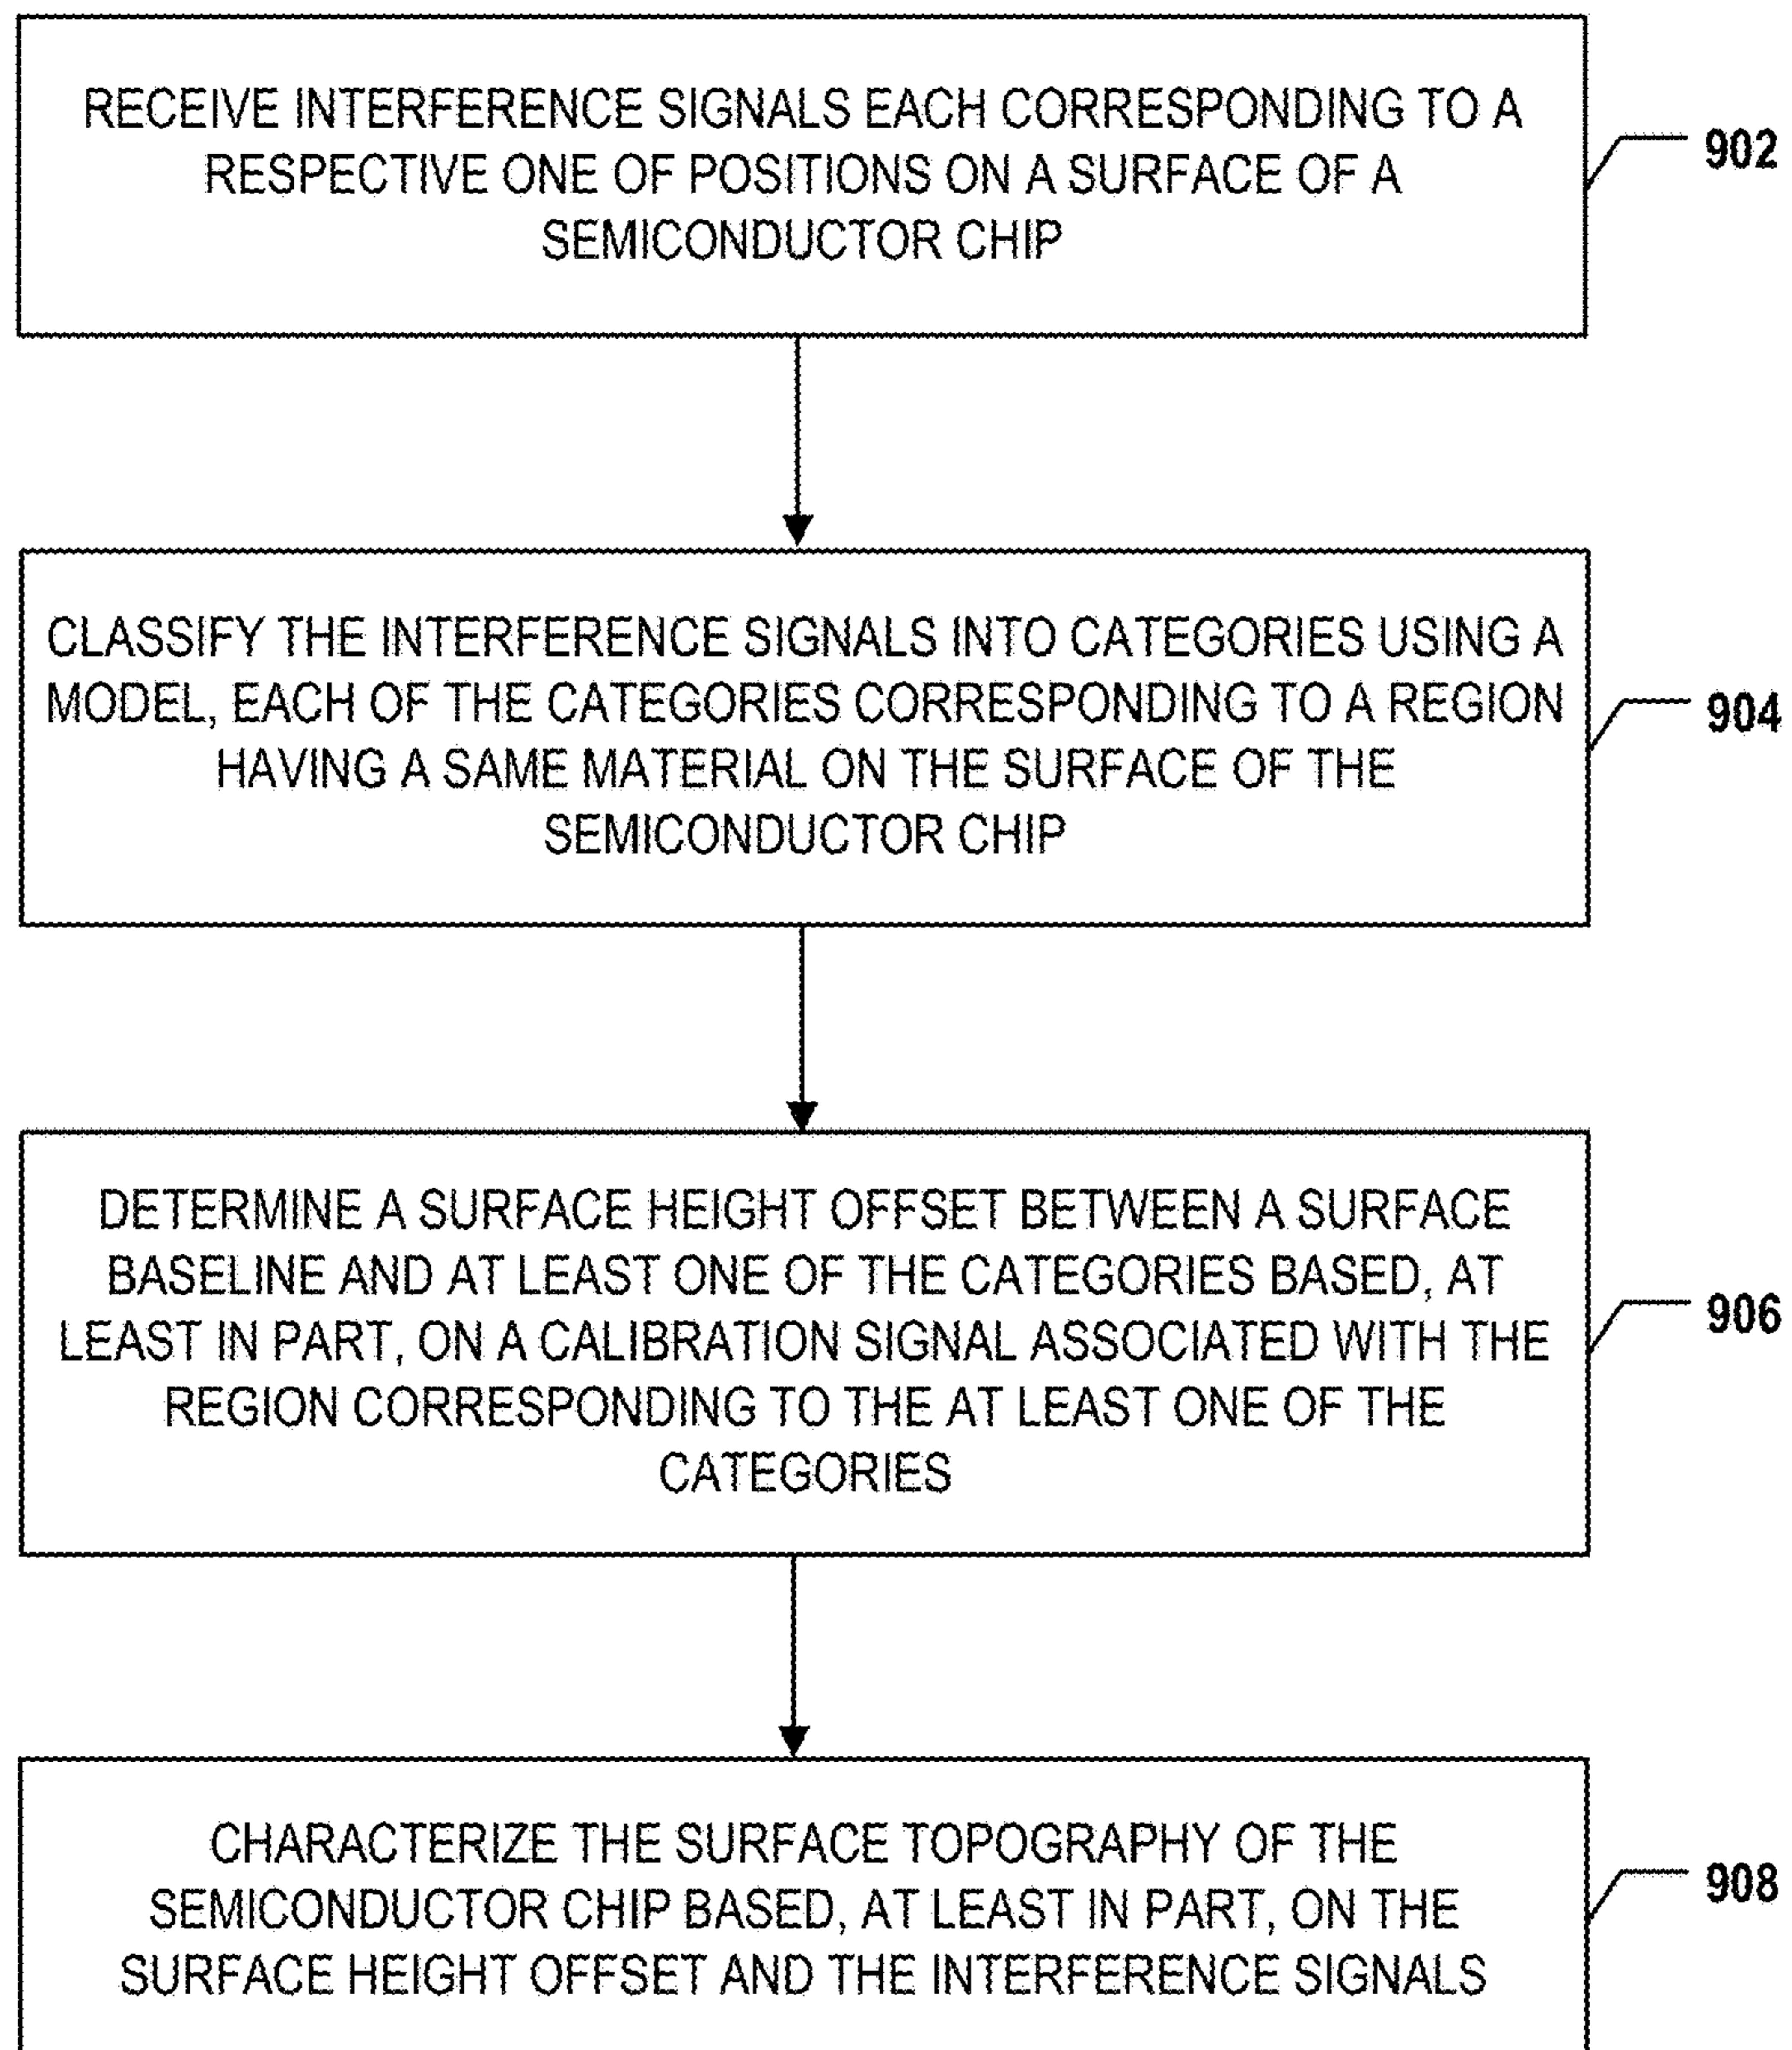 RECEIVE INTERFERENCE SIGNALS EACH CORRESPONDING TO A
RESPECTIVE ONE OF POSITIONS ON A SURFACE OF A
SEMICONDUCTOR CHIP
902
CLASSIFY THE INTERFERENCE SIGNALS INTO CATEGORIES USING A
MODEL, EACH OF THE CATEGORIES CORRESPONDING TO A REGION
HAVING A SAME MATERIAL ON THE SURFACE OF THE
SEMICONDUCTOR CHIP
904
DETERMINE A SURFACE HEIGHT OFFSET BETWEEN A SURFACE
BASELINE AND AT LEAST ONE OF THE CATEGORIES BASED, AT
LEAST IN PART, ON A CALIBRATION SIGNAL ASSOCIATED WITH THE
REGION CORRESPONDING TO THE AT LEAST ONE OF THE
CATEGORIES
906
CHARACTERIZE THE SURFACE TOPOGRAPHY OF THE
SEMICONDUCTOR CHIP BASED, AT LEAST IN PART, ON THE
SURFACE HEIGHT OFFSET AND THE INTERFERENCE SIGNALS
908